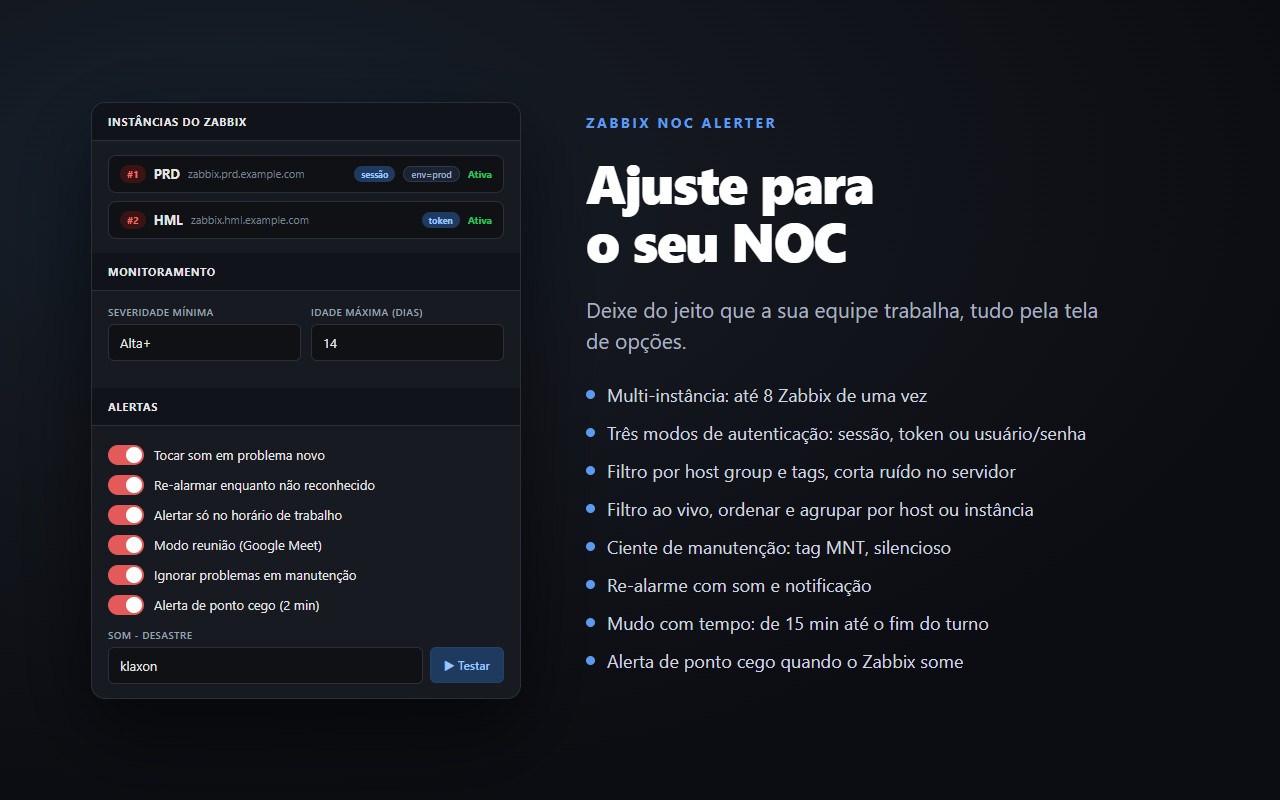 INSTÂNCIAS DO ZABBIX
#1 PRD zabbix.prd.example.com sessão env=prod Ativa
#2 HML zabbix.hml.example.com token Ativa
MONITORAMENTO
SEVERIDADE MÍNIMA IDADE MÁXIMA (DIAS)
Alta+ 14
ALERTAS
Tocar som em problema novo
Re-alarmar enquanto não reconhecido
Alertar só no horário de trabalho
Modo reunião (Google Meet)
Ignorar problemas em manutenção
Alerta de ponto cego (2 min)
SOM - DESASTRE
klaxon ▶ Testar
ZABBIX NOC ALERTER
Ajuste para
o seu NOC
Deixe do jeito que a sua equipe trabalha, tudo pela tela
de opções.
Multi-instância: até 8 Zabbix de uma vez
Três modos de autenticação: sessão, token ou usuário/senha
Filtro por host group e tags, corta ruído no servidor
Filtro ao vivo, ordenar e agrupar por host ou instância
Ciente de manutenção: tag MNT, silencioso
Re-alarme com som e notificação
Mudo com tempo: de 15 min até o fim do turno
Alerta de ponto cego quando o Zabbix some